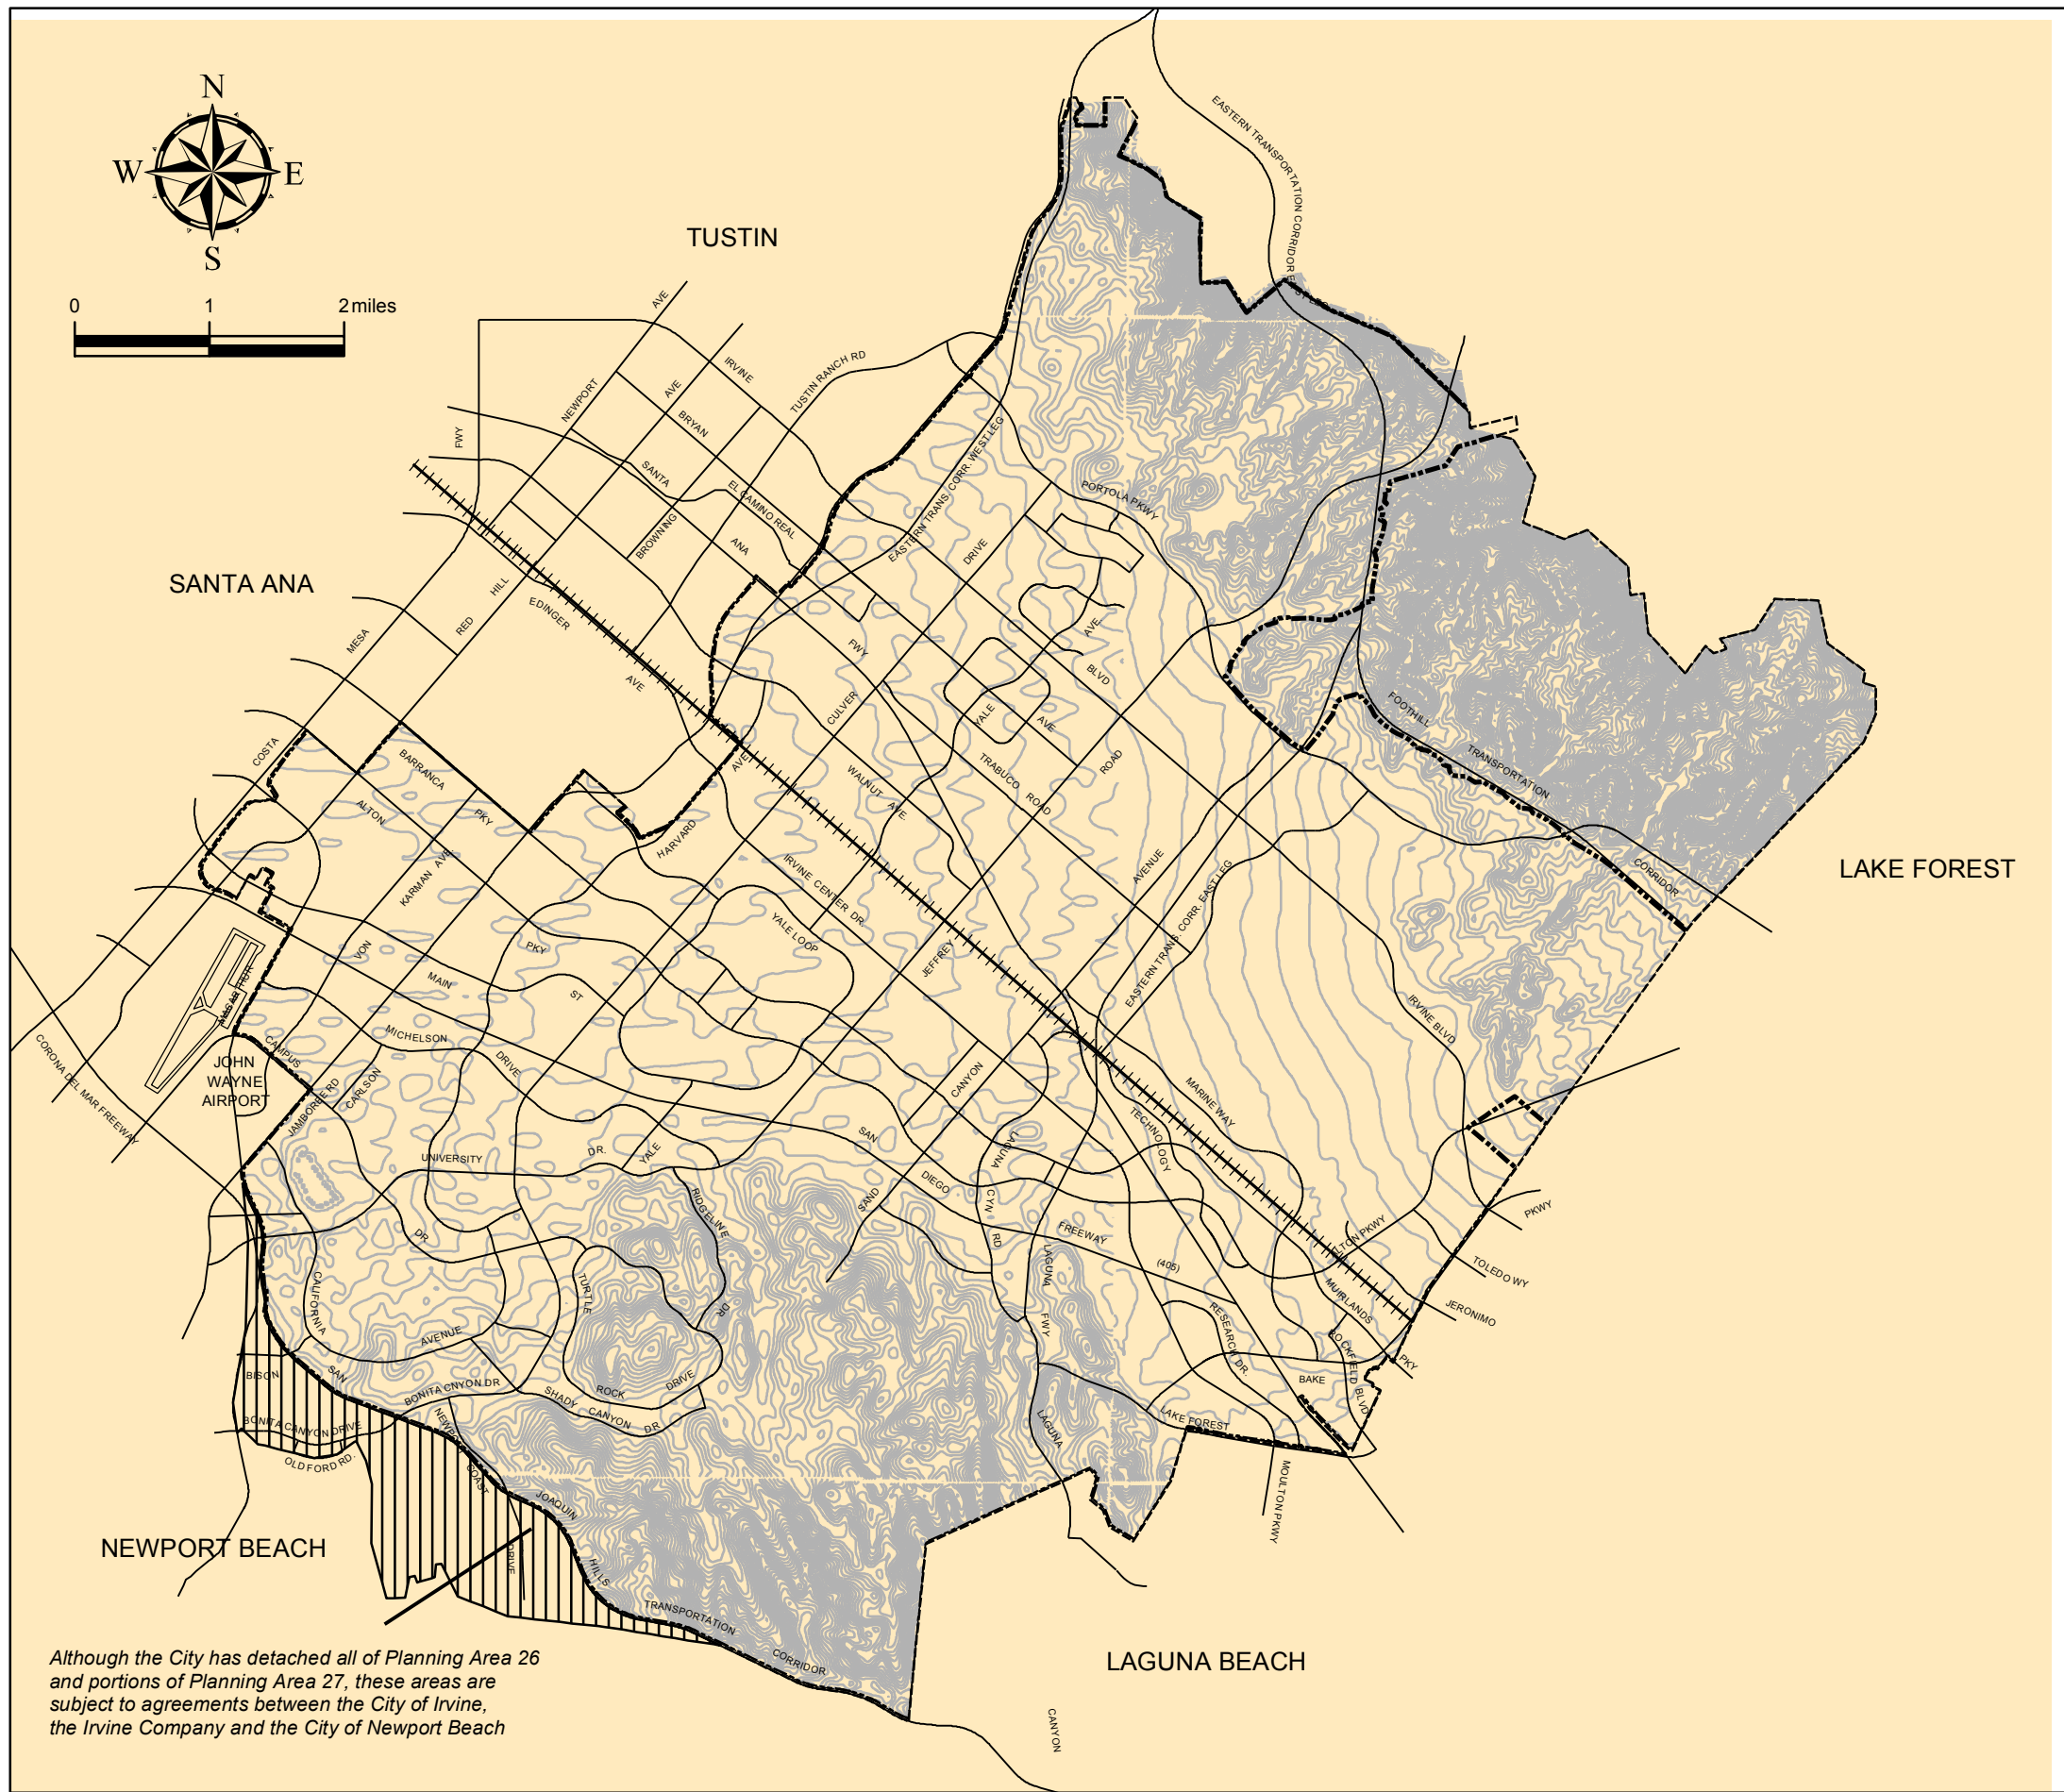 N
W
E
S
0
1
2 miles
TUSTIN
SANTA ANA
LAKE FOREST
NEWPORT BEACH
LAGUNA BEACH
JOHN
WAYNE
AIRPORT
EASTERN TRANSPORTATION CORRIDOR EAST LEG
AVE
IRVINE
TUSTIN RANCH RD
NEWPORT
AVE
BRYAN
FWY
SANTA
EL CAMINO REAL
EASTERN TRANS. CORR. WEST LEG
PORTOLA PKWY
BROWNING
ANA
DRIVE
HILL
EDINGER
RED
MESA
AVE
FWY
AVE
BLVD
CULVER
YALE
AVE
FOOTHILL
COSTA
BARRANCA
AVE
TRABUCO
ROAD
ROAD
TRANSPORTATION
WALNUT
AVE
ALTON
PKY
HARVARD
KARMAN
AVE
IRVINE CENTER DR.
AVENUE
EASTERN TRANS. CORR. EAST LEG
CORRIDOR
YALE LOOP
PKY
VON
JEFFREY
MAIN
ST
MACARTHUR
IRVINE BLVD
CORONA DEL MAR FREEWAY
CAMPUS
MICHELSON
DRIVE
CARLSON
JAMBOREE RD
CANYON
MARINE WAY
TECHNOLOGY
SAN
LAGUNA
UNIVERSITY
DR.
YALE
DIEGO
SAND
RIDGELINE
CYN
RD
FREEWAY
(405)
ALTON PKWY
PKWY
TOLEDO WY
JERONIMO
MUIRLANDS
DR.
TURTLE
CALIFORNIA
DR
LAGUNA
FWY
RESEARCH DR.
ROCKFIELD BLVD
PKY
BAKE
AVENUE
BISON
SAN
BONITA CNYON DR
ROCK
DRIVE
SHADY
CANYON
DR
BONITA CANYON DRIVE
NEWPORT
COAST
DRIVE
OLD FORD RD.
LAGUNA
LAKE FOREST
MOULTON PKWY
JOAQUIN
HILLS
TRANSPORTATION
CORRIDOR
CANYON
Although the City has detached all of Planning Area 26
and portions of Planning Area 27, these areas are
subject to agreements between the City of Irvine,
the Irvine Company and the City of Newport Beach